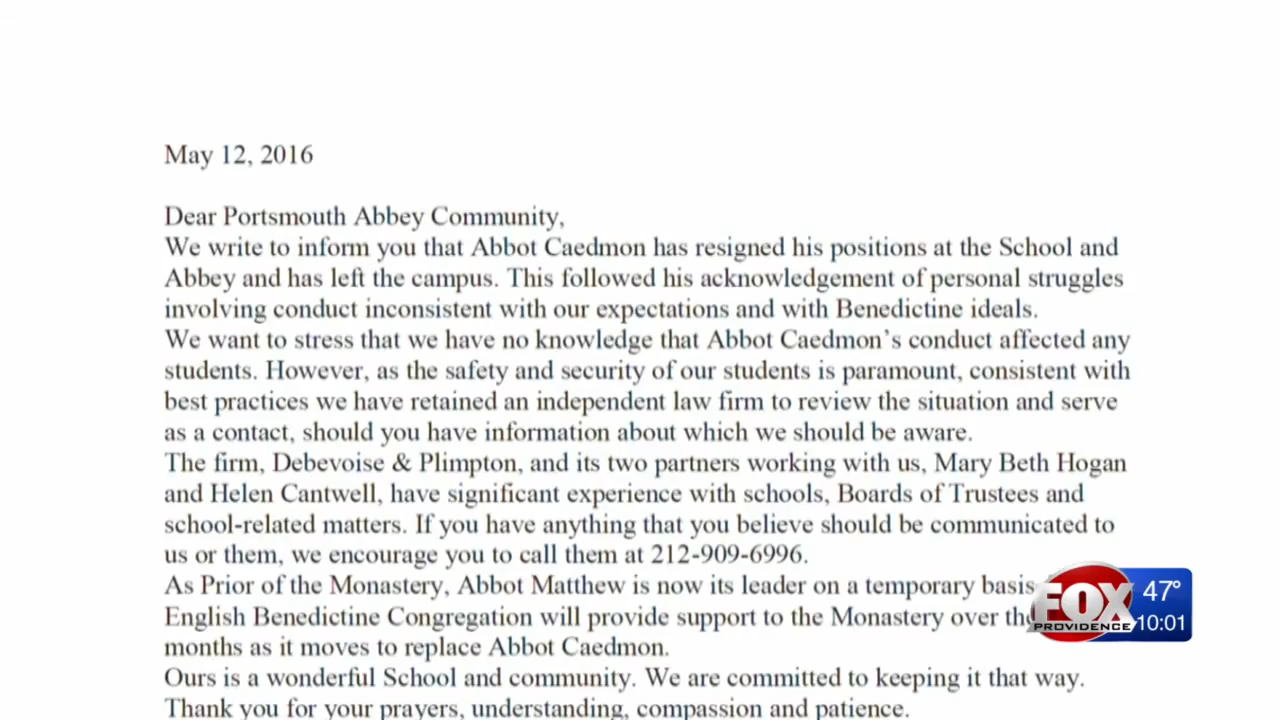 May 12, 2016
Dear Portsmouth Abbey Community,
We write to inform you that Abbot Caedmon has resigned his positions at the School and
Abbey and has left the campus. This followed his acknowledgement of personal struggles
involving conduct inconsistent with our expectations and with Benedictine ideals.
We want to stress that we have no knowledge that Abbot Caedmon’s conduct affected any
students. However, as the safety and security of our students is paramount, consistent with
best practices we have retained an independent law firm to review the situation and serve
as a contact, should you have information about which we should be aware.
The firm, Debevoise & Plimpton, and its two partners working with us, Mary Beth Hogan
and Helen Cantwell, have significant experience with schools, Boards of Trustees and
school-related matters. If you have anything that you believe should be communicated to
us or them, we encourage you to call them at 212-909-6996.
As Prior of the Monastery, Abbot Matthew is now its leader on a temporary basis
English Benedictine Congregation will provide support to the Monastery over
months as it moves to replace Abbot Caedmon.
Ours is a wonderful School and community. We are committed to keeping it that way.
Thank you for your prayers, understanding, compassion and patience.
FOX 47°
PROVIDENCE 10:01